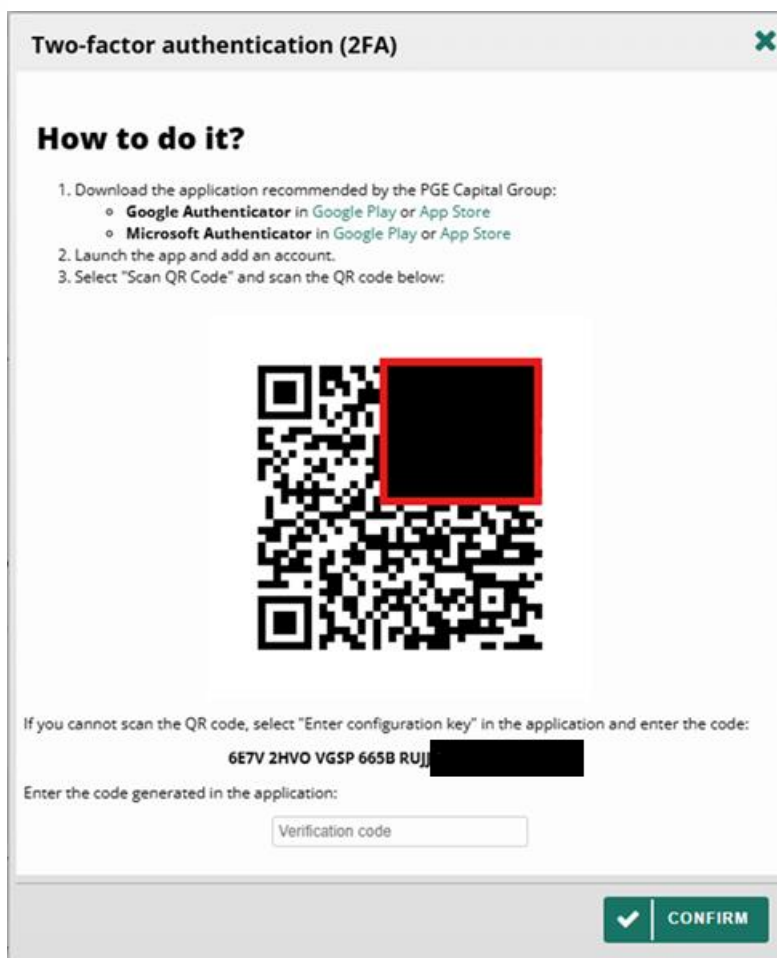 Two-factor authentication (2FA)
How to do it?
1. Download the application recommended by the PGE Capital Group:
Google Authenticator in Google Play or App Store
Microsoft Authenticator in Google Play or App Store
2. Launch the app and add an account.
3. Select "Scan QR Code" and scan the QR code below:
If you cannot scan the QR code, select "Enter configuration key" in the application and enter the code:
6E7V 2HVO VGSP 665B RUJJ
Enter the code generated in the application:
Verification code
CONFIRM